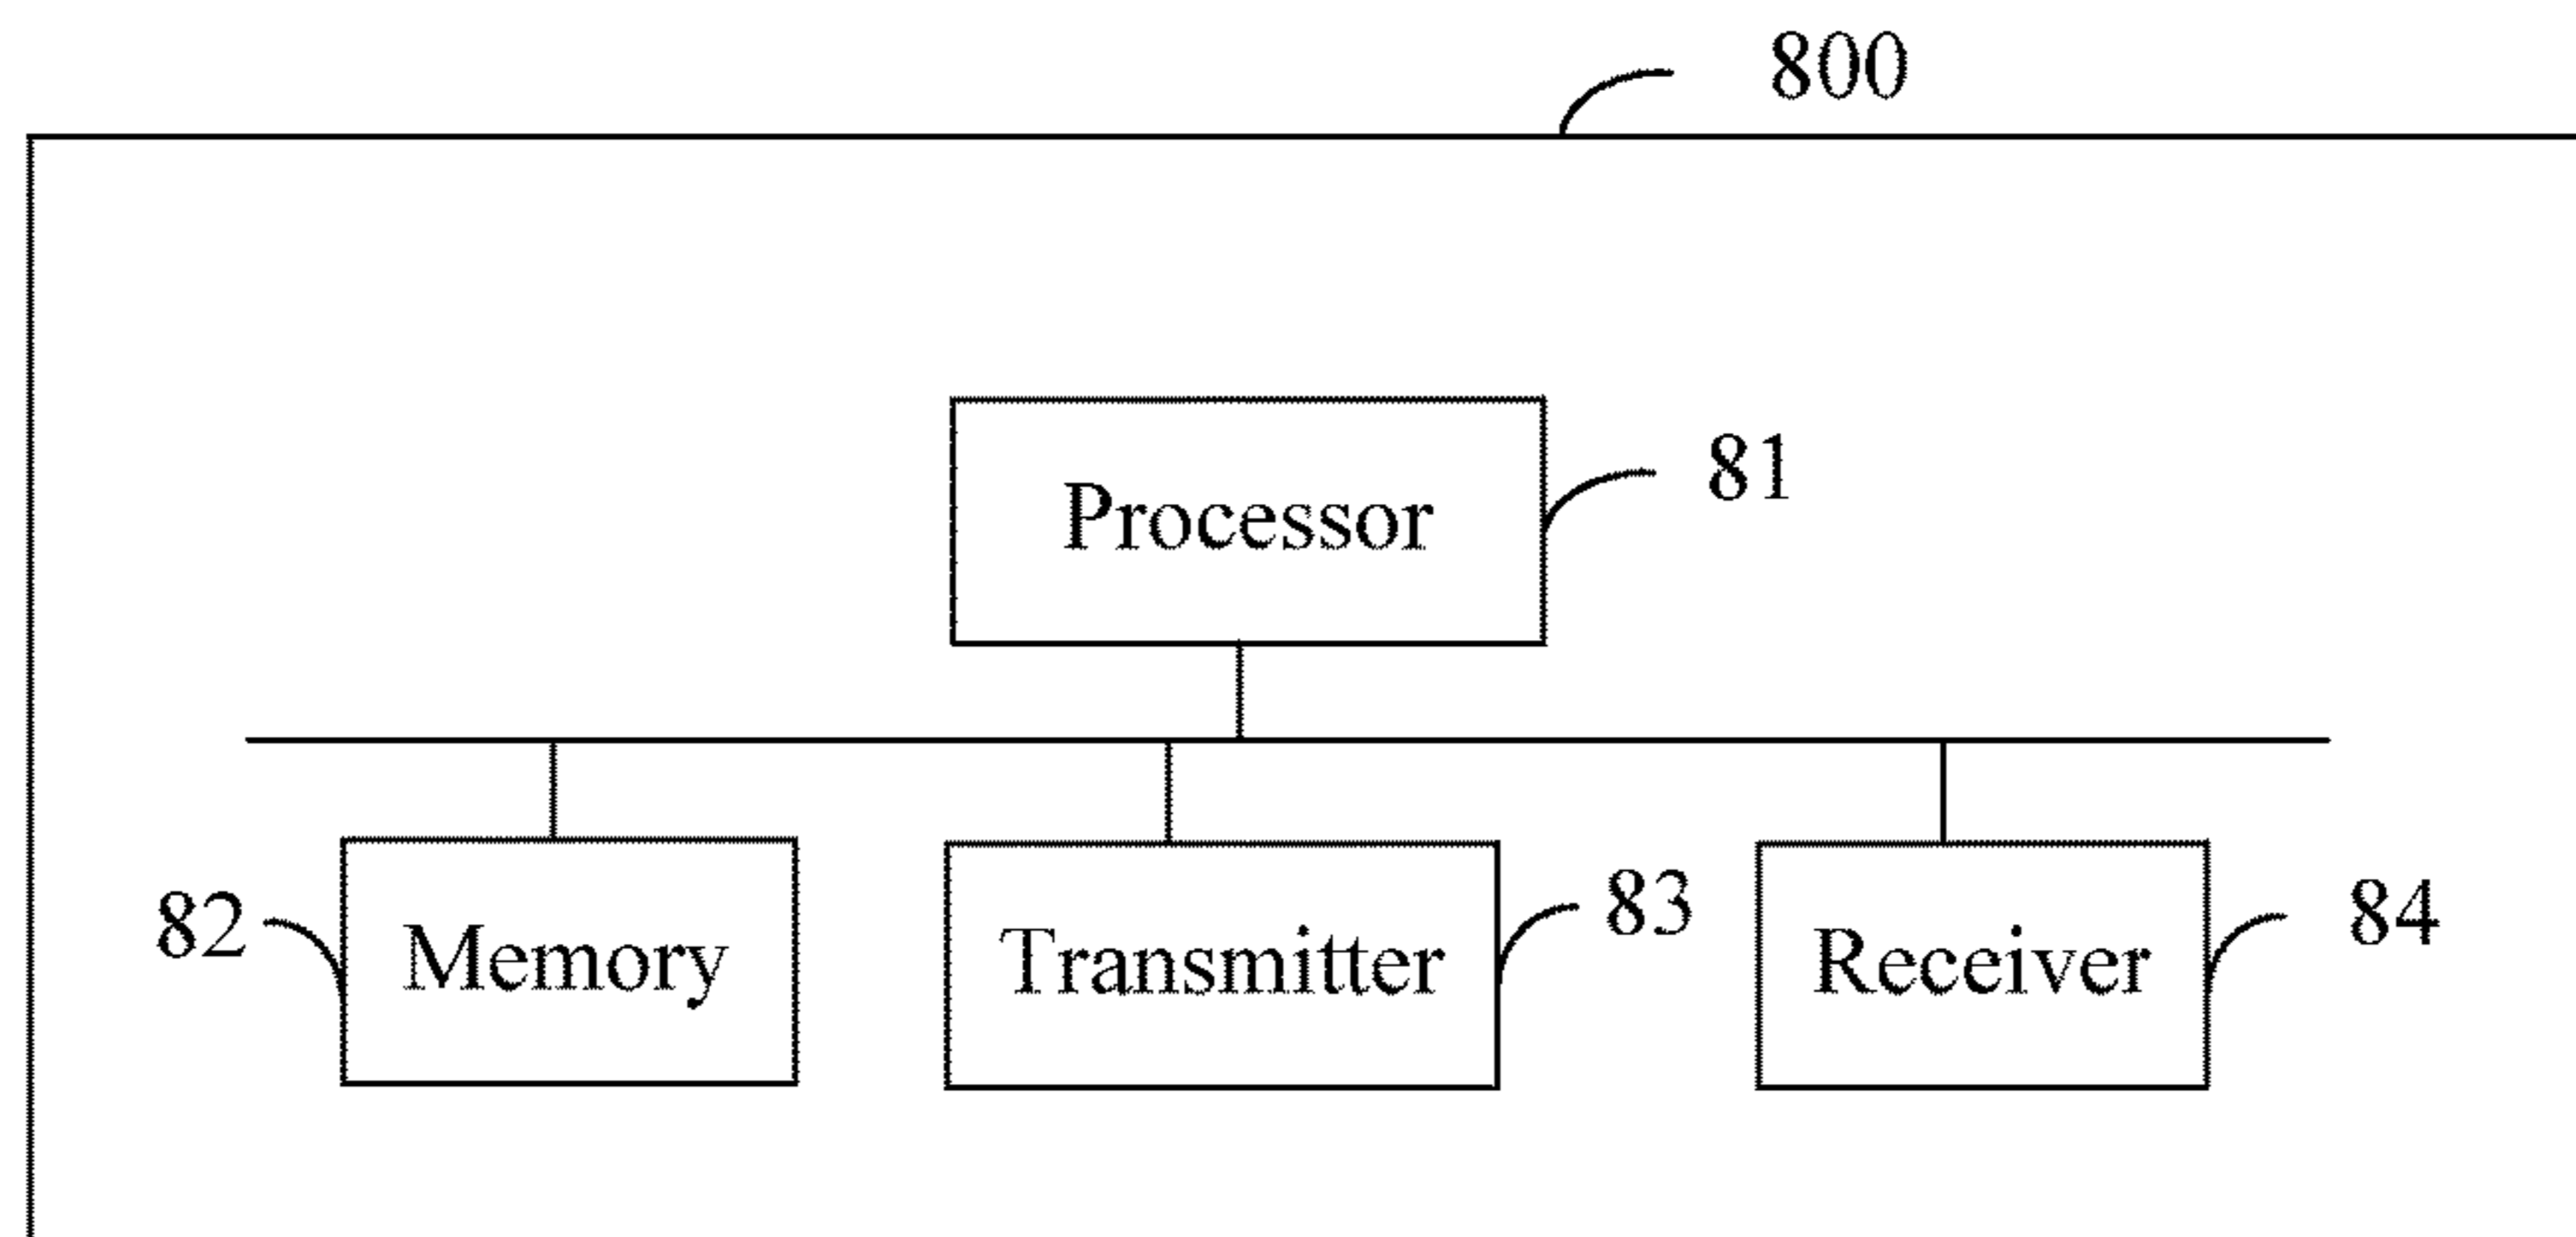 800
Processor
81
82
Memory
Transmitter
83
Receiver
84